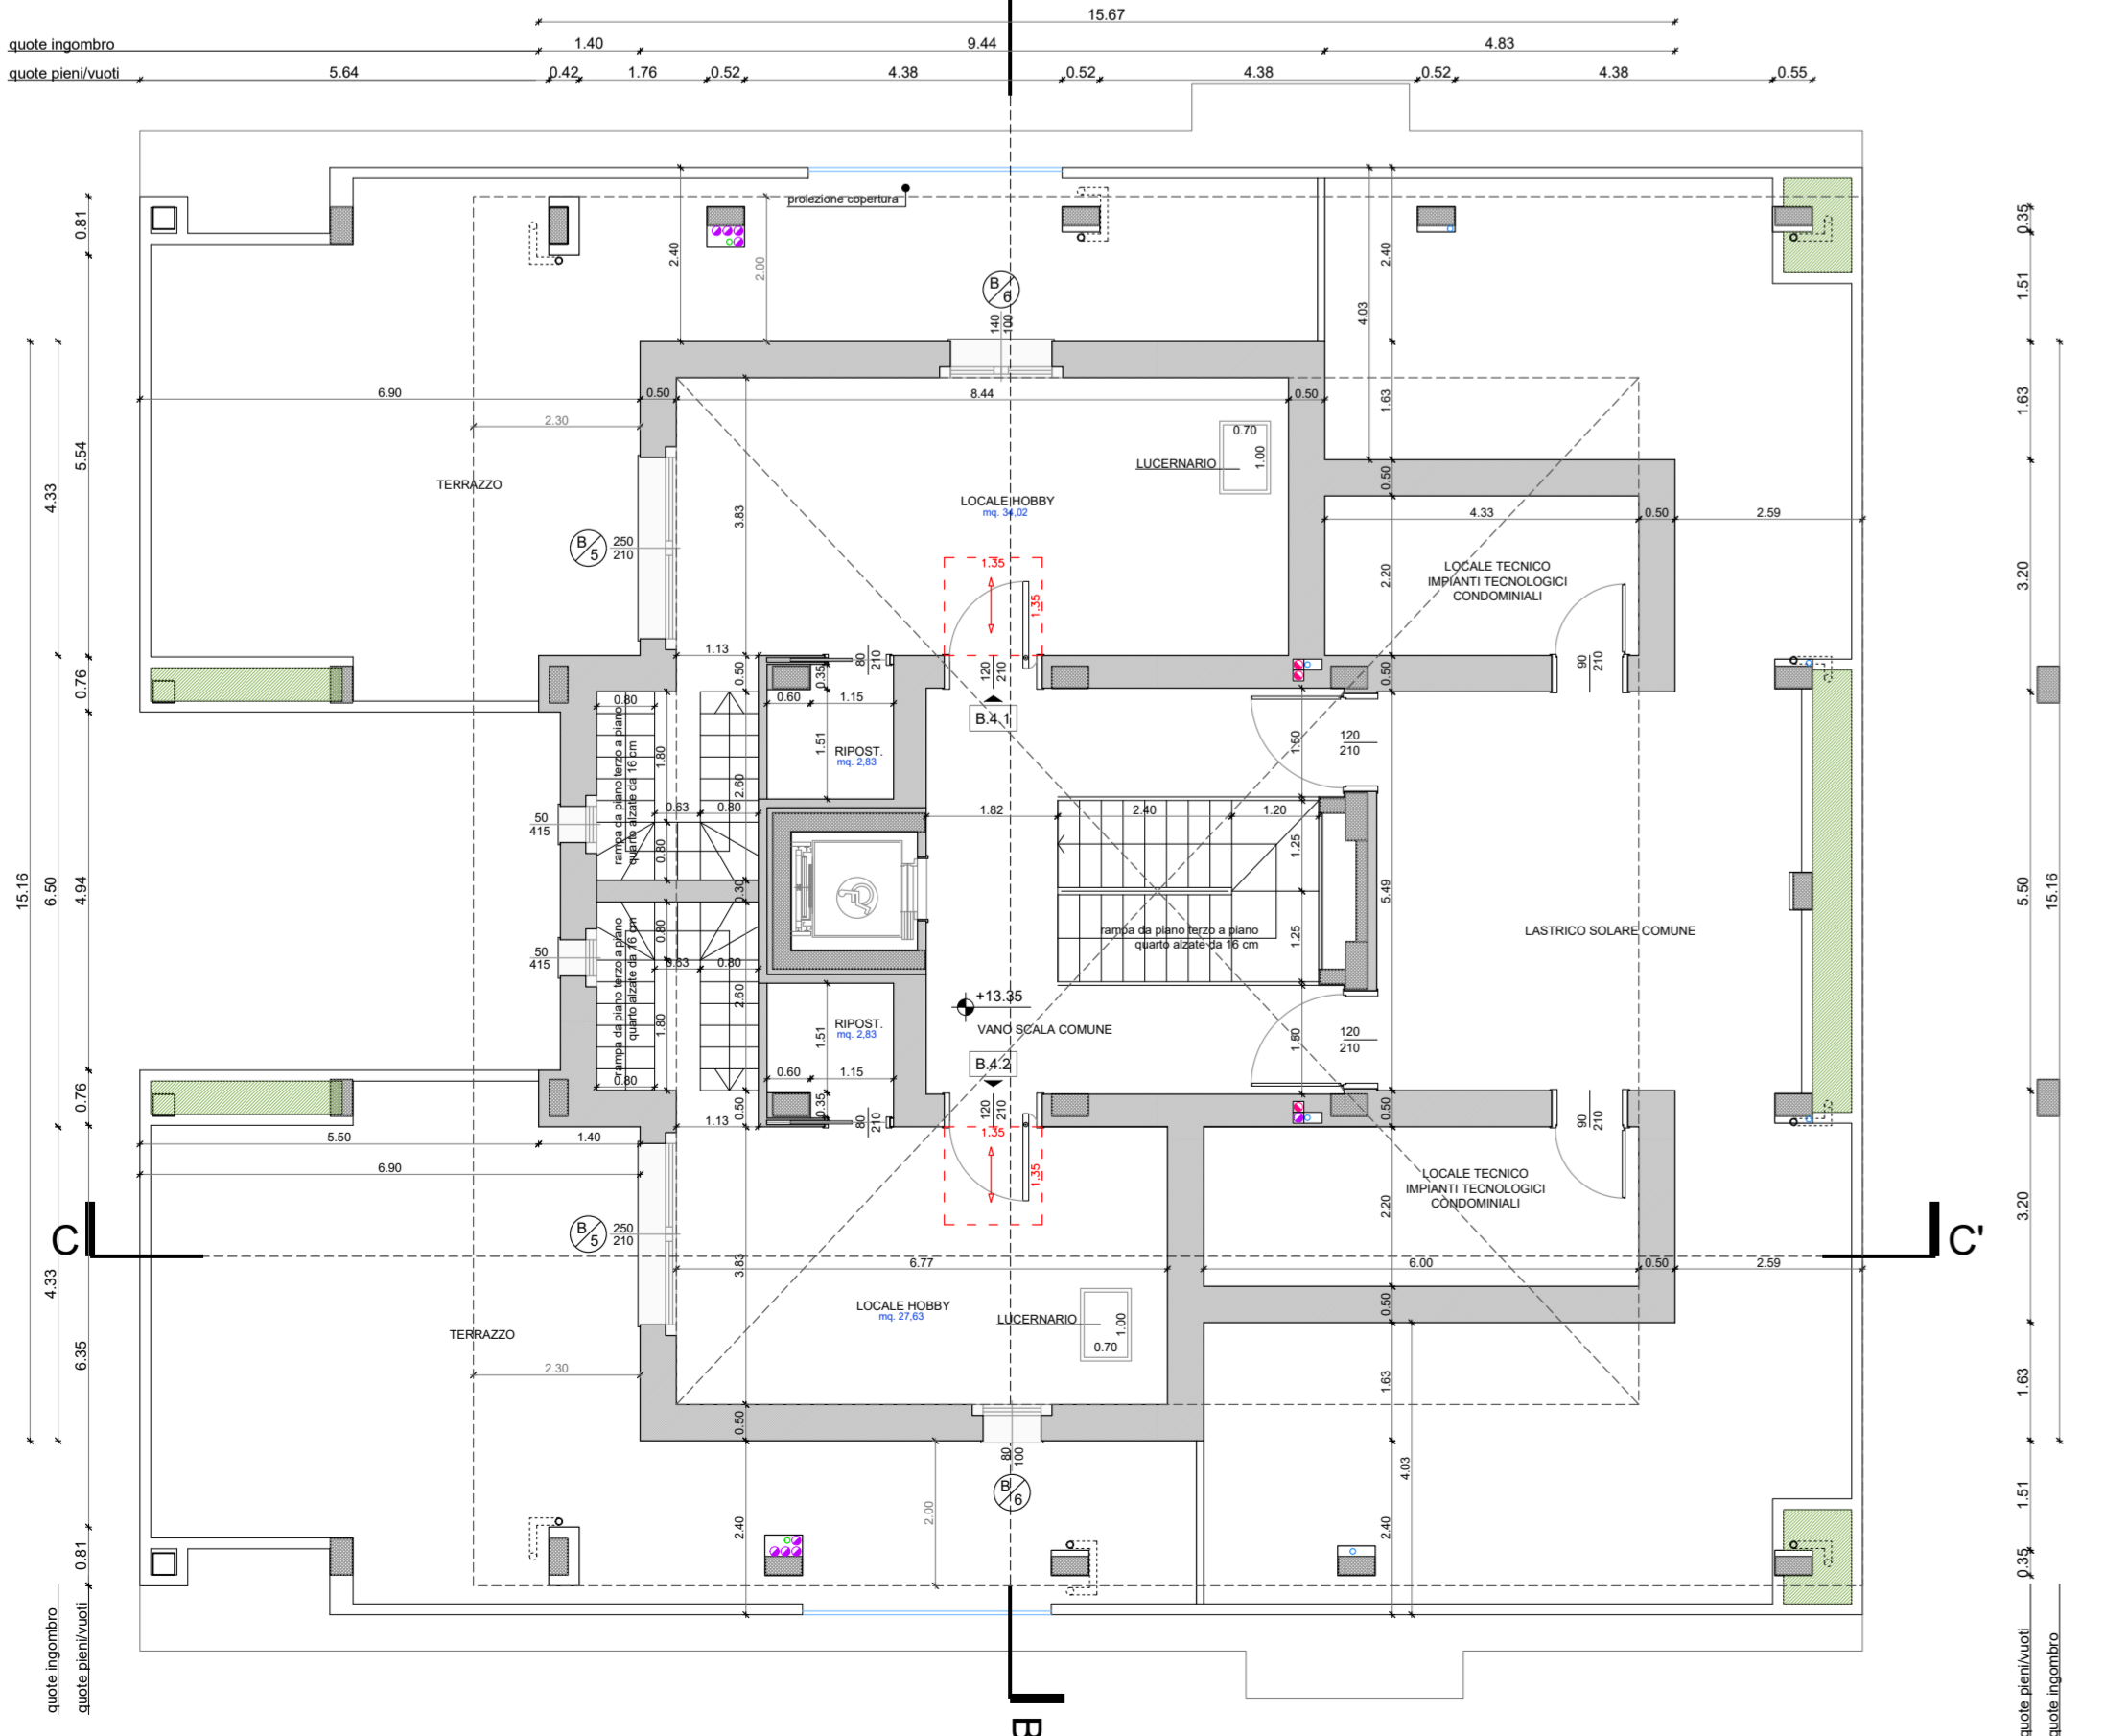 15.67
quote ingombro 1.40 9.44 4.83
quote pieni/vuoti 5.64 0.42 1.76 0.52 4.38 0.52 4.38 0.52 4.38 0.55
proiezione copertura
0.81
2.40
2.00
2.40
4.03
0.35
1.51
B
6
140
100
6.90 0.50 8.44 0.50
1.63
1.63
2.30
0.70
1.00
LUCERNARIO
5.54
4.33
TERRAZZO
LOCALE HOBBY
mq. 34,02
3.83
0.50
4.33 0.50 2.59
B
5
250
210
1.35
1.35
LOCALE TECNICO
IMPIANTI TECNOLOGICI
CONDOMINIALI
2.20
3.20
1.13
0.50
0.35
80
210
120
210
0.50
90
210
0.76
0.80
0.60 1.15
B.4.1
rampa da piano terzo a piano
quarto alzate da 16 cm
1.80
2.60
1.51
RIPOST.
mq. 2,83
1.60
120
210
0.63 0.80
1.82 2.40 1.20
50
415
0.80
1.25
0.30
15.16
6.50
4.94
5.49
5.50
15.16
rampa da piano terzo a piano
quarto alzate da 16 cm
0.80
1.25
rampa da piano terzo a piano
quarto alzate da 16 cm
LASTRICO SOLARE COMUNE
50
415
0.63 0.80
1.80
2.60
+13.35
1.51
RIPOST.
mq. 2,83
VANO SCALA COMUNE
1.60
120
210
B.4.2
0.80
0.60 1.15
0.76
0.50
0.35
1.13
80
210
120
210
0.50
90
210
5.50 1.40
1.35
1.35
6.90
LOCALE TECNICO
IMPIANTI TECNOLOGICI
CONDOMINIALI
2.20
3.20
C
B
5
250
210
C'
3.83
6.77 6.00 0.50 2.59
4.33
LOCALE HOBBY
mq. 27,63
LUCERNARIO
1.00
0.70
0.50
TERRAZZO
6.35
2.30
1.63
1.63
0.50
80
100
B
6
4.03
2.00
2.40
2.40
1.51
0.81
0.35
quote ingombro
quote pieni/vuoti
quote pieni/vuoti
quote ingombro
B